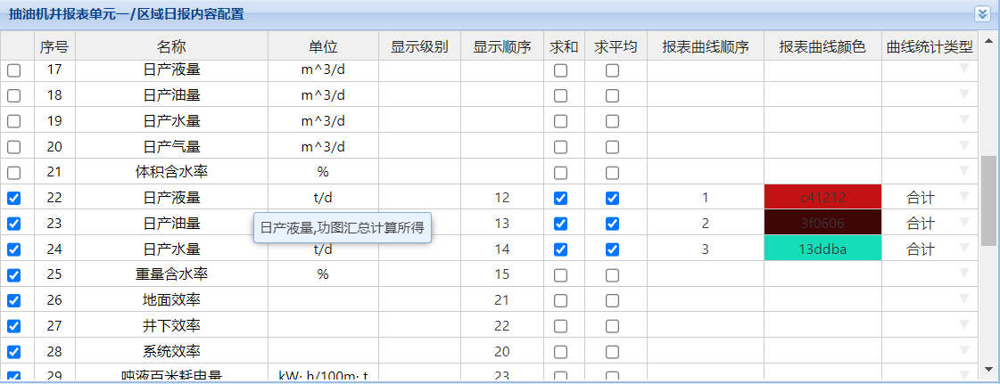 抽油机井报表单元一/区域日报内容配置
序号 名称 单位 显示级别 显示顺序 求和 求平均 报表曲线顺序 报表曲线颜色 曲线统计类型
17 日产液量 m^3/d
18 日产油量 m^3/d
19 日产水量 m^3/d
20 日产气量 m^3/d
21 体积含水率 %
22 日产液量 t/d 12 1 c41212 合计
23 日产油量 13 2 3f0606 合计
日产液量,功图汇总计算所得
24 日产水量 t/d 14 3 13ddba 合计
25 重量含水率 % 15
26 地面效率 21
27 井下效率 22
28 系统效率 20
29 吨液百米耗电量 kW·h/100m·t 23